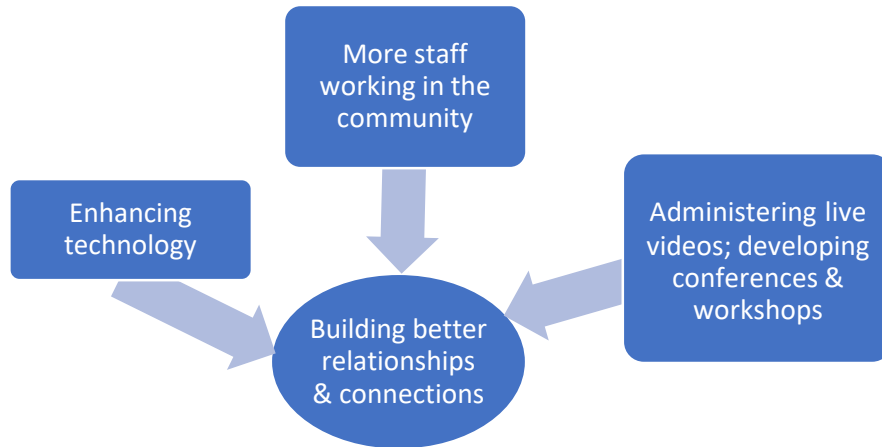 More staff
working in the
community
Enhancing
technology
Administering live
videos; developing
conferences &
workshops
Building better
relationships
& connections